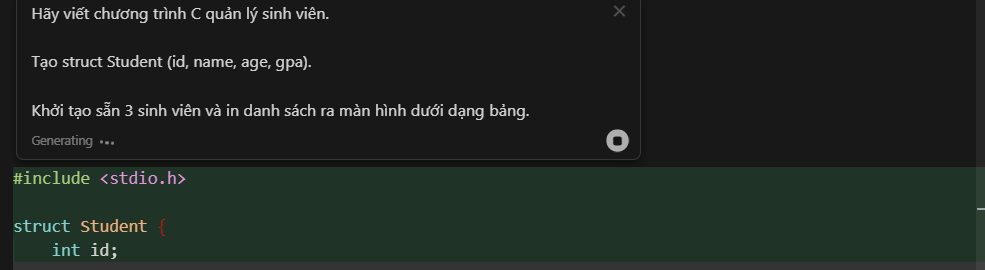 Hãy viết chương trình C quản lý sinh viên.
Tạo struct Student (id, name, age, gpa).
Khởi tạo sẵn 3 sinh viên và in danh sách ra màn hình dưới dạng bảng.
Generating
#include <stdio.h>
struct Student {
int id;